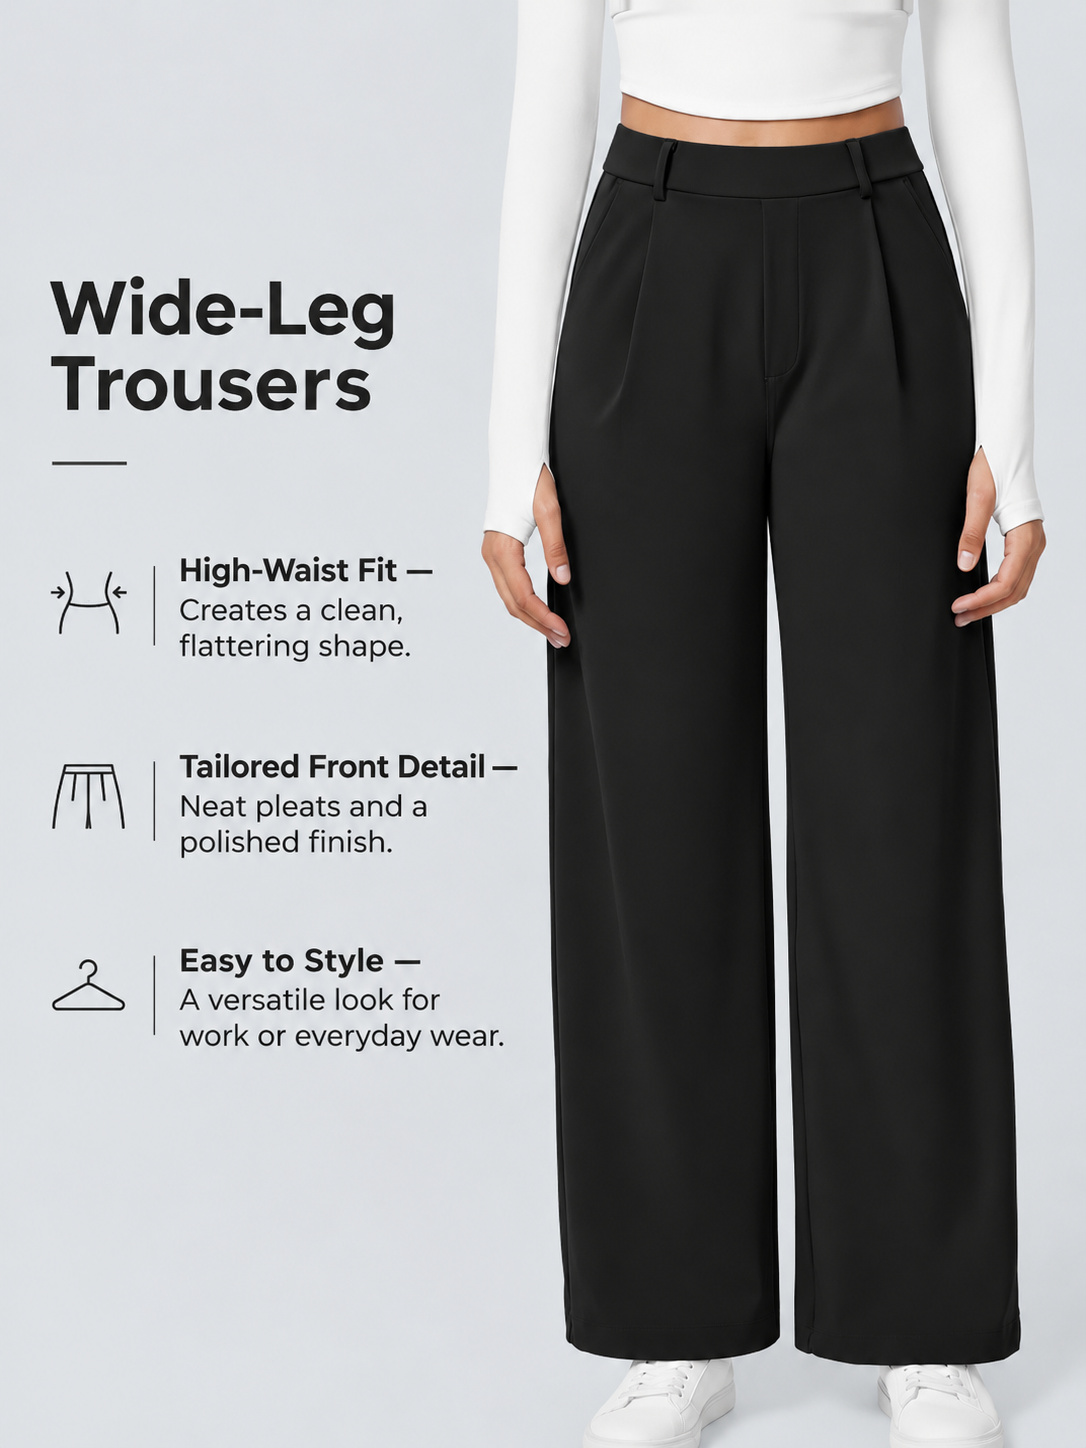 Wide-Leg
Trousers
High-Waist Fit —
Creates a clean,
flattering shape.
Tailored Front Detail —
Neat pleats and a
polished finish.
Easy to Style —
A versatile look for
work or everyday wear.